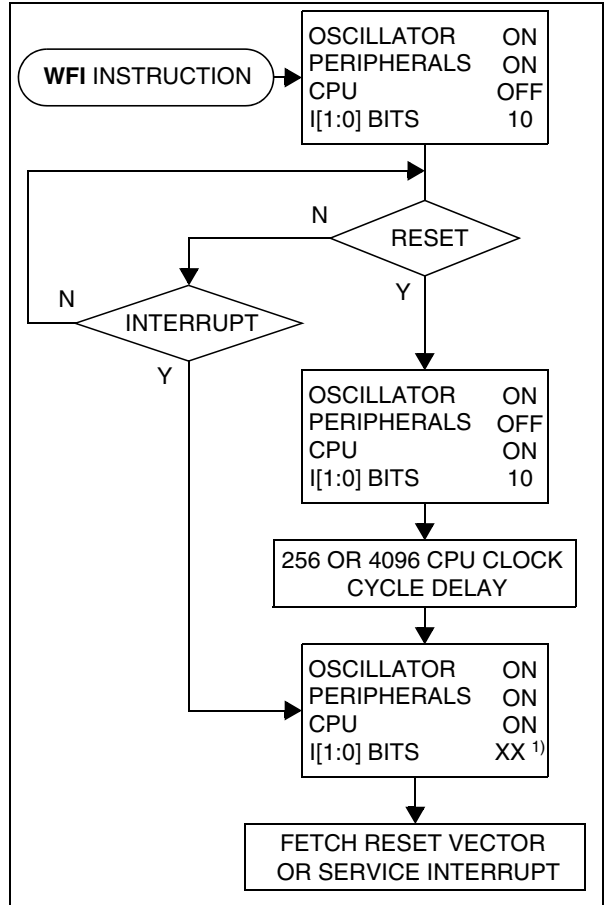 WFI INSTRUCTION
OSCILLATOR ON
PERIPHERALS ON
CPU OFF
I[1:0] BITS 10
N
RESET
Y
N
INTERRUPT
Y
OSCILLATOR ON
PERIPHERALS OFF
CPU ON
I[1:0] BITS 10
256 OR 4096 CPU CLOCK
CYCLE DELAY
OSCILLATOR ON
PERIPHERALS ON
CPU ON
I[1:0] BITS XX 1)
FETCH RESET VECTOR
OR SERVICE INTERRUPT